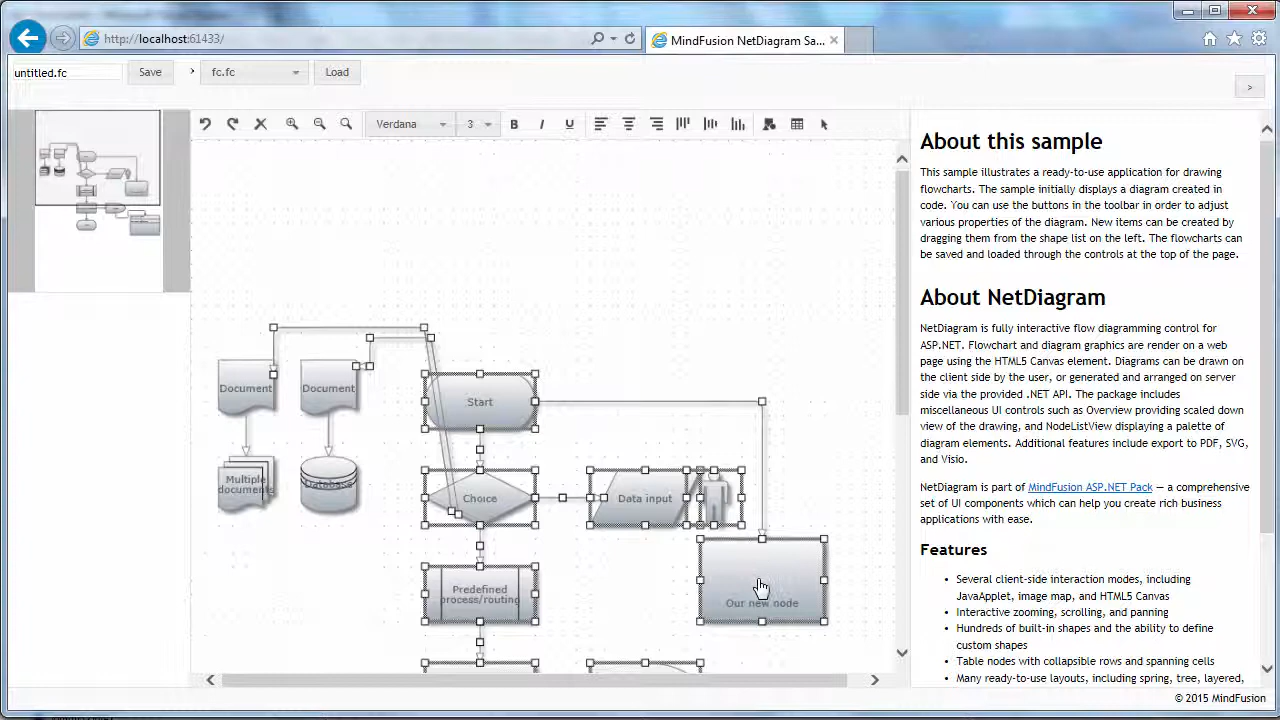 http://localhost:61433/
MindFusion NetDiagram Sa...
untitled.fc
Save
fc.fc
Load
>
Verdana
3
B
I
U
Document
Document
Start
Multiple
documents
Database
Choice
Data input
Predefined
process/routing
Our new node
About this sample
This sample illustrates a ready-to-use application for drawing
flowcharts. The sample initially displays a diagram created in
code. You can use the buttons in the toolbar in order to adjust
various properties of the diagram. New items can be created by
dragging them from the shape list on the left. The flowcharts can
be saved and loaded through the controls at the top of the page.
About NetDiagram
NetDiagram is fully interactive flow diagramming control for
ASP.NET. Flowchart and diagram graphics are render on a web
page using the HTML5 Canvas element. Diagrams can be drawn on
the client side by the user, or generated and arranged on server
side via the provided .NET API. The package includes
miscellaneous UI controls such as Overview providing scaled down
view of the drawing, and NodeListView displaying a palette of
diagram elements. Additional features include export to PDF, SVG,
and Visio.
NetDiagram is part of MindFusion ASP.NET Pack — a comprehensive
set of UI components which can help you create rich business
applications with ease.
Features
• Several client-side interaction modes, including
JavaApplet, image map, and HTML5 Canvas
• Interactive zooming, scrolling, and panning
• Hundreds of built-in shapes and the ability to define
custom shapes
• Table nodes with collapsible rows and spanning cells
• Many ready-to-use layouts, including spring, tree, layered,
© 2015 MindFusion